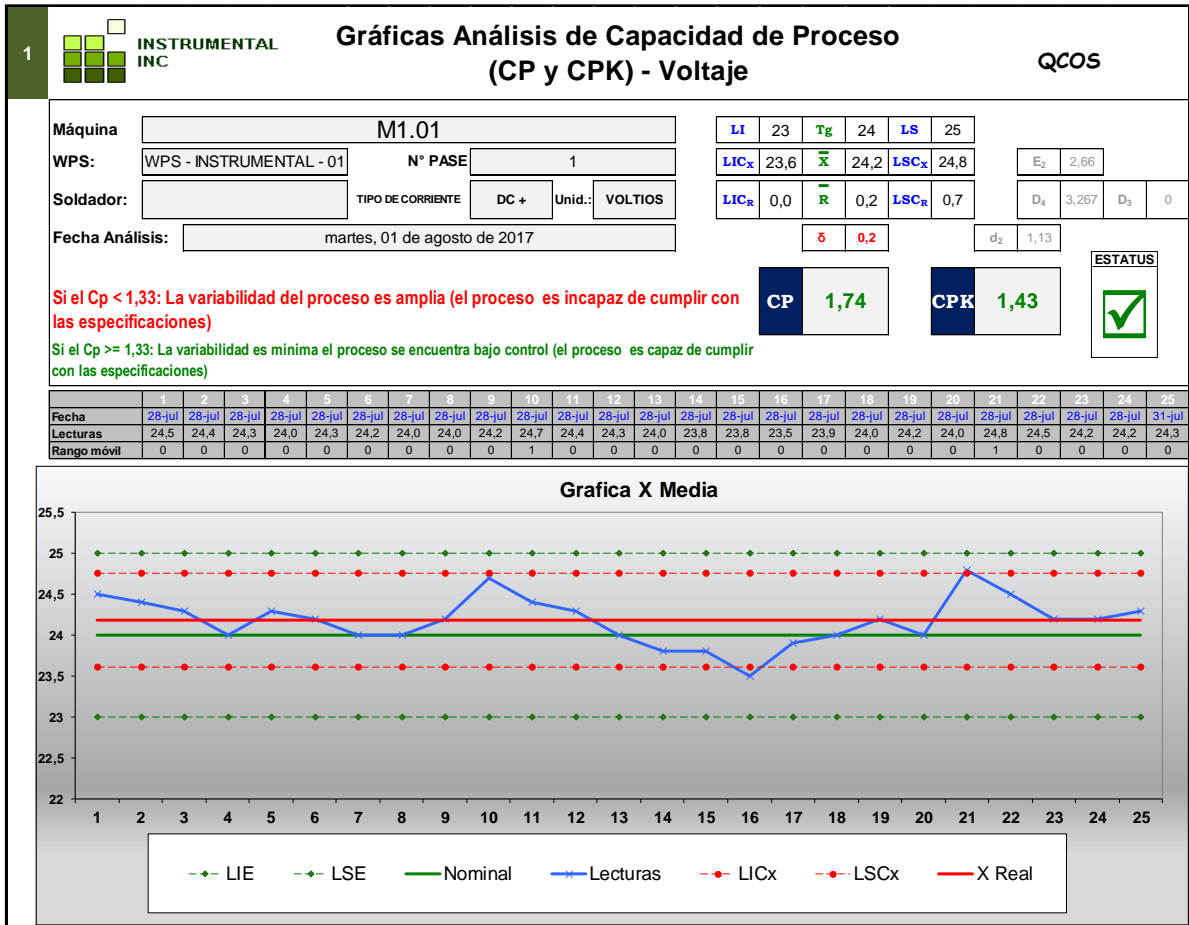 1
INSTRUMENTAL
INC
Gráficas Análisis de Capacidad de Proceso
(CP y CPK) - Voltaje
QCOS
Máquina M1.01 LI 23 Tg 24 LS 25
WPS: WPS - INSTRUMENTAL - 01 N° PASE 1 LICX 23,6 X̄ 24,2 LSCX 24,8 E2 2,66
Soldador: TIPO DE CORRIENTE DC + Unid.: VOLTIOS LICR 0,0 R̄ 0,2 LSCR 0,7 D4 3,267 D3 0
Fecha Análisis: martes, 01 de agosto de 2017 δ 0,2 d2 1,13
ESTATUS
Si el Cp < 1,33: La variabilidad del proceso es amplia (el proceso es incapaz de cumplir con
las especificaciones)
CP 1,74 CPK 1,43
Si el Cp >= 1,33: La variabilidad es minima el proceso se encuentra bajo control (el proceso es capaz de cumplir
con las especificaciones)
1 2 3 4 5 6 7 8 9 10 11 12 13 14 15 16 17 18 19 20 21 22 23 24 25
Fecha 28-jul 28-jul 28-jul 28-jul 28-jul 28-jul 28-jul 28-jul 28-jul 28-jul 28-jul 28-jul 28-jul 28-jul 28-jul 28-jul 28-jul 28-jul 28-jul 28-jul 28-jul 28-jul 28-jul 28-jul 31-jul
Lecturas 24,5 24,4 24,3 24,0 24,3 24,2 24,0 24,0 24,2 24,7 24,4 24,3 24,0 23,8 23,8 23,5 23,9 24,0 24,2 24,0 24,8 24,5 24,2 24,2 24,3
Rango móvil 0 0 0 0 0 0 0 0 0 1 0 0 0 0 0 0 0 0 0 0 1 0 0 0 0
Grafica X Media
25,5
25
24,5
24
23,5
23
22,5
22
1 2 3 4 5 6 7 8 9 10 11 12 13 14 15 16 17 18 19 20 21 22 23 24 25
LIE LSE Nominal Lecturas LICx LSCx X Real